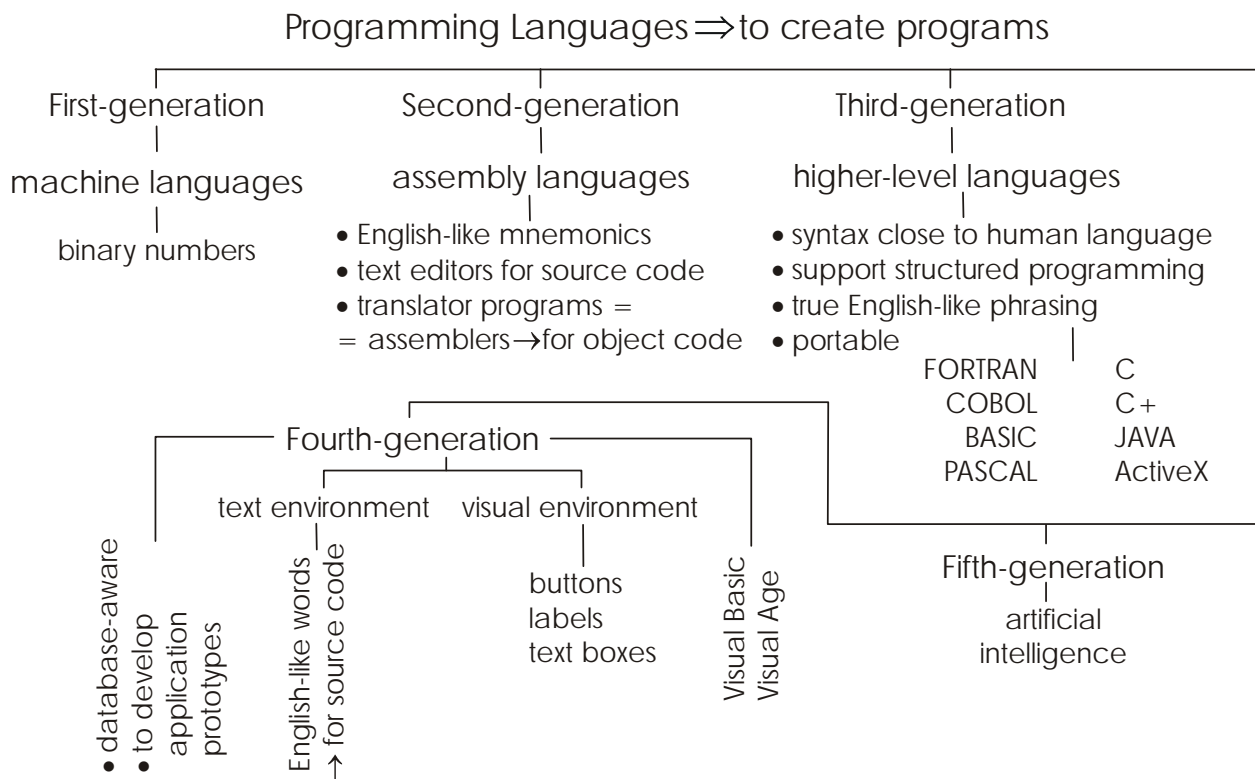 Programming Languages ⇒ to create programs
First-generation
machine languages
binary numbers
Second-generation
assembly languages
• English-like mnemonics
• text editors for source code
• translator programs =
= assemblers → for object code
Third-generation
higher-level languages
• syntax close to human language
• support structured programming
• true English-like phrasing
• portable
FORTRAN C
COBOL C+
BASIC JAVA
PASCAL ActiveX
Fourth-generation
• database-aware
• to develop
application
prototypes
text environment
English-like words
→ for source code
visual environment
buttons
labels
text boxes
Visual Basic
Visual Age
Fifth-generation
artificial
intelligence